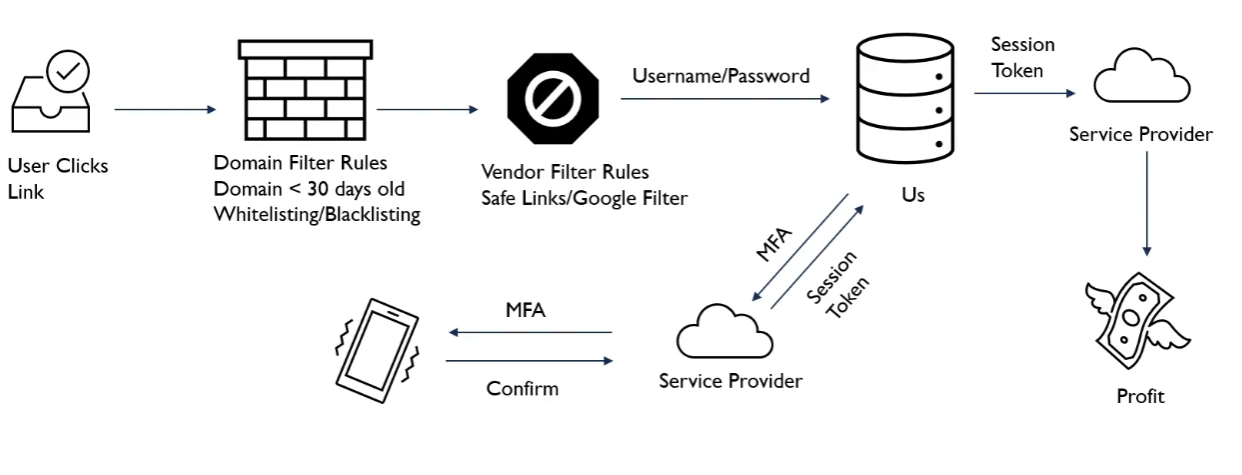 User Clicks
Link
Domain Filter Rules
Domain < 30 days old
Whitelisting/Blacklisting
Vendor Filter Rules
Safe Links/Google Filter
Username/Password
Us
Session
Token
Service Provider
MFA
Session
Token
MFA
Confirm
Service Provider
Profit